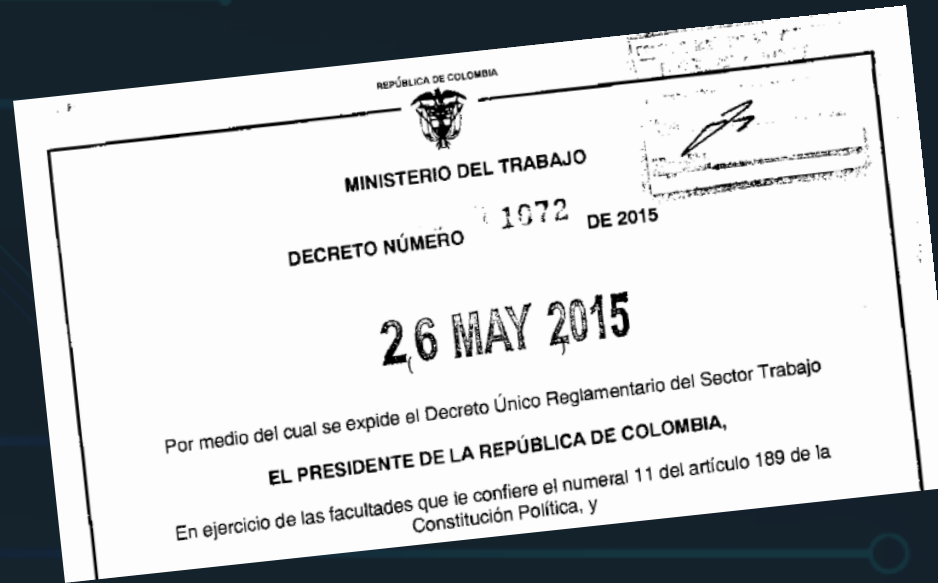 REPÚBLICA DE COLOMBIA
MINISTERIO DEL TRABAJO
DECRETO NÚMERO 1072 DE 2015
26 MAY 2015
Por medio del cual se expide el Decreto Único Reglamentario del Sector Trabajo
EL PRESIDENTE DE LA REPÚBLICA DE COLOMBIA,
En ejercicio de las facultades que le confiere el numeral 11 del artículo 189 de la
Constitución Política, y